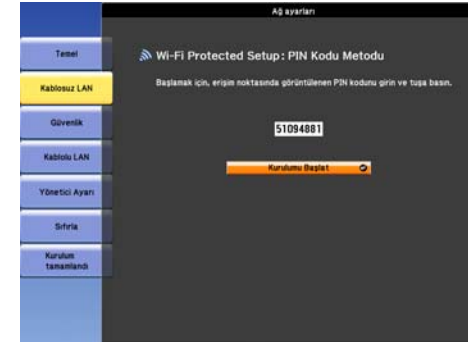 Ağ ayarları
Temel
Kablosuz LAN
Güvenlik
Kablolu LAN
Yönetici Ayarı
Sıfırla
Kurulum
tamamlandı
Wi-Fi Protected Setup: PIN Kodu Metodu
Başlamak için, erişim noktasında görüntülenen PIN kodunu girin ve tuşa basın.
51094881
Kurulumu Başlat